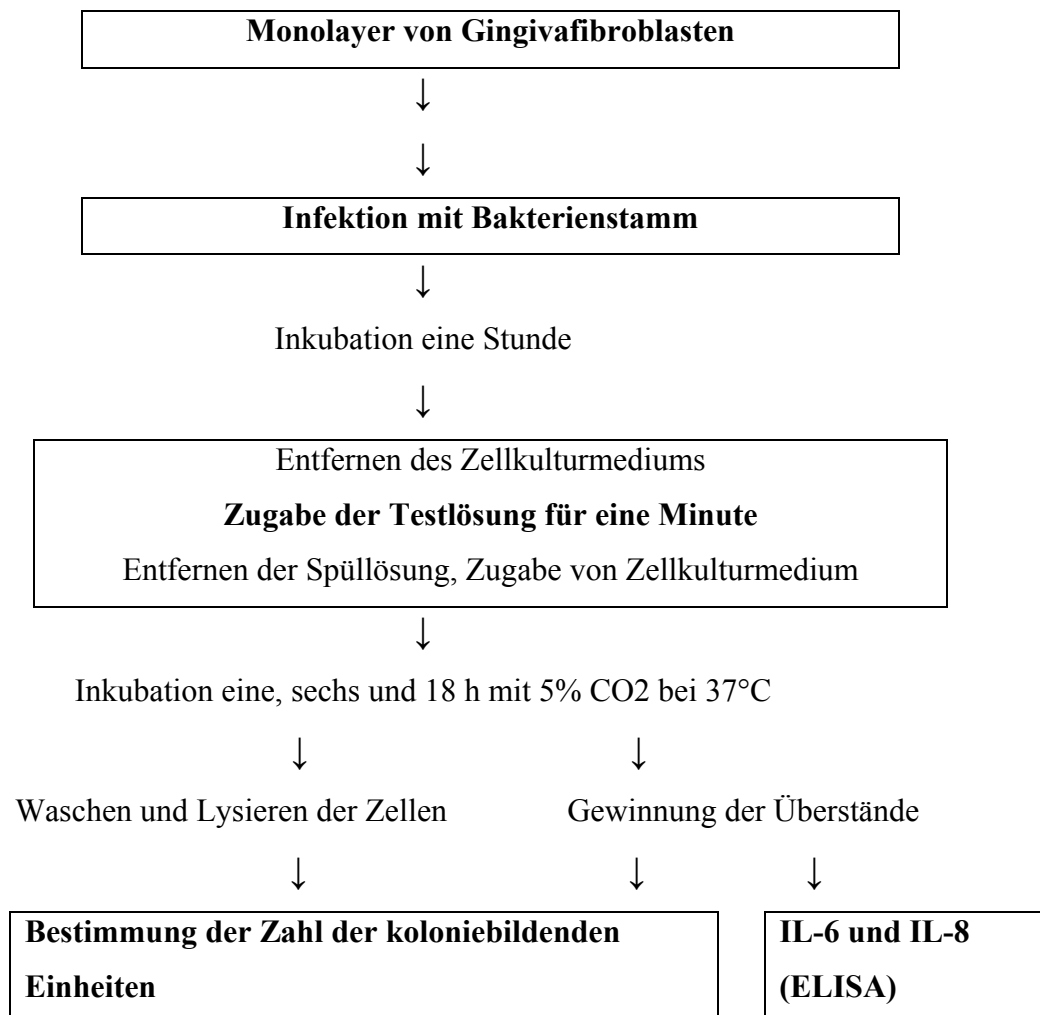 Monolayer von Gingivafibroblasten
↓
↓
Infektion mit Bakterienstamm
↓
Inkubation eine Stunde
↓
Entfernen des Zellkulturmediums
Zugabe der Testlösung für eine Minute
Entfernen der Spüllösung, Zugabe von Zellkulturmedium
↓
Inkubation eine, sechs und 18 h mit 5% CO2 bei 37°C
↓ ↓
Waschen und Lysieren der Zellen Gewinnung der Überstände
↓ ↓ ↓
Bestimmung der Zahl der koloniebildenden
Einheiten
IL-6 und IL-8
(ELISA)